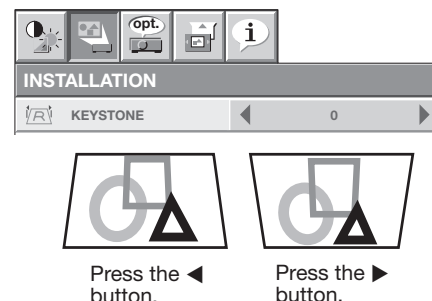 opt.
i
INSTALLATION
KEYSTONE 0
Press the ◀
button.
Press the ▶
button.